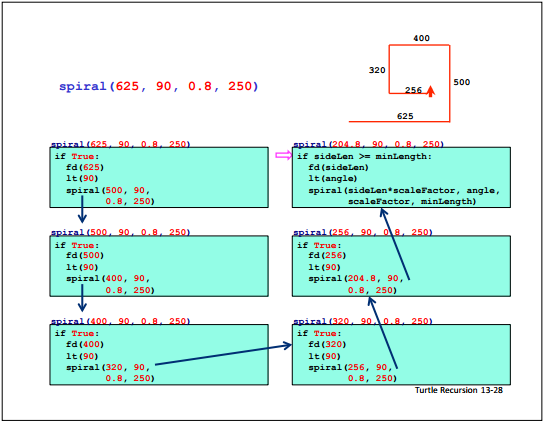 400
320
500
256
625
spiral(625, 90, 0.8, 250)
spiral(625, 90, 0.8, 250)
if True:
fd(625)
lt(90)
spiral(500, 90,
0.8, 250)
spiral(500, 90, 0.8, 250)
if True:
fd(500)
lt(90)
spiral(400, 90,
0.8, 250)
spiral(400, 90, 0.8, 250)
if True:
fd(400)
lt(90)
spiral(320, 90,
0.8, 250)
spiral(204.8, 90, 0.8, 250)
if sideLen >= minLength:
fd(sideLen)
lt(angle)
spiral(sideLen*scaleFactor, angle,
scaleFactor, minLength)
spiral(256, 90, 0.8, 250)
if True:
fd(256)
lt(90)
spiral(204.8, 90,
0.8, 250)
spiral(320, 90, 0.8, 250)
if True:
fd(320)
lt(90)
spiral(256, 90,
0.8, 250)
Turtle Recursion 13-28